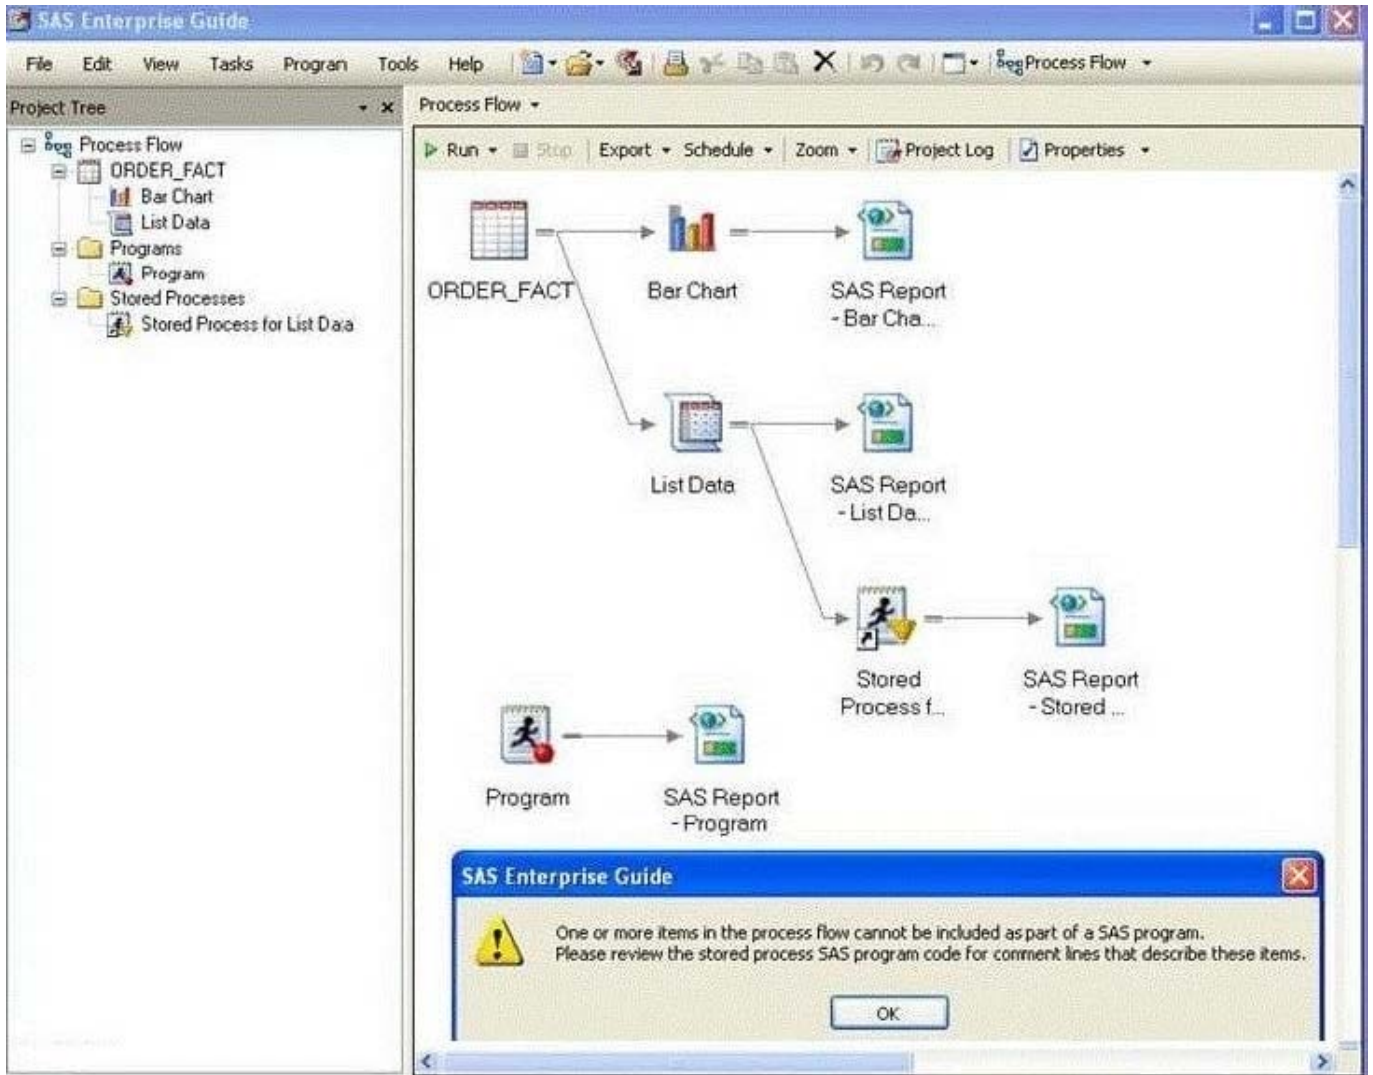 SAS Enterprise Guide
File Edit View Tasks Progran Tools Help Process Flow
Project Tree
Process Flow
ORDER_FACT
Bar Chart
List Data
Programs
Program
Stored Processes
Stored Process for List Data
Process Flow
Run Stop Export Schedule Zoom Project Log Properties
ORDER_FACT
Bar Chart
SAS Report
- Bar Cha...
List Data
SAS Report
- List Da...
Stored
Process f...
SAS Report
- Stored ...
Program
SAS Report
- Program
SAS Enterprise Guide
One or more items in the process flow cannot be included as part of a SAS program.
Please review the stored process SAS program code for comment lines that describe these items.
OK